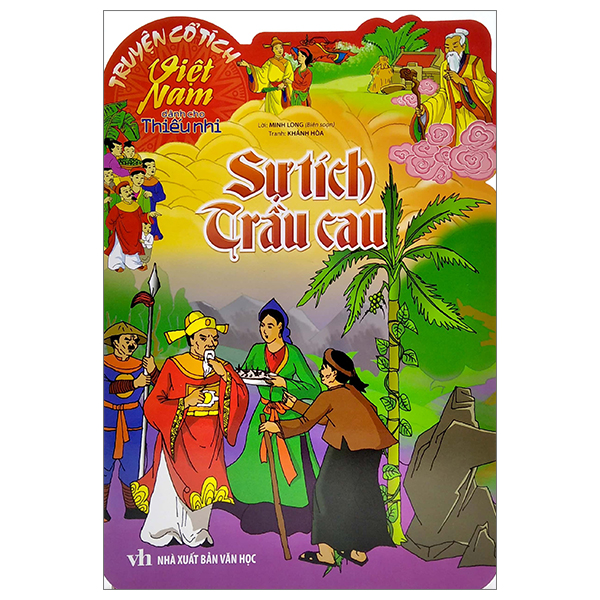 TRUYỆN CỔ TÍCH
Việt
Nam
dành cho
Thiếu nhi
Lời: MINH LONG (Biên soạn)
Tranh: KHÁNH HÒA
Sự tích
Trầu cau
vh NHÀ XUẤT BẢN VĂN HỌC